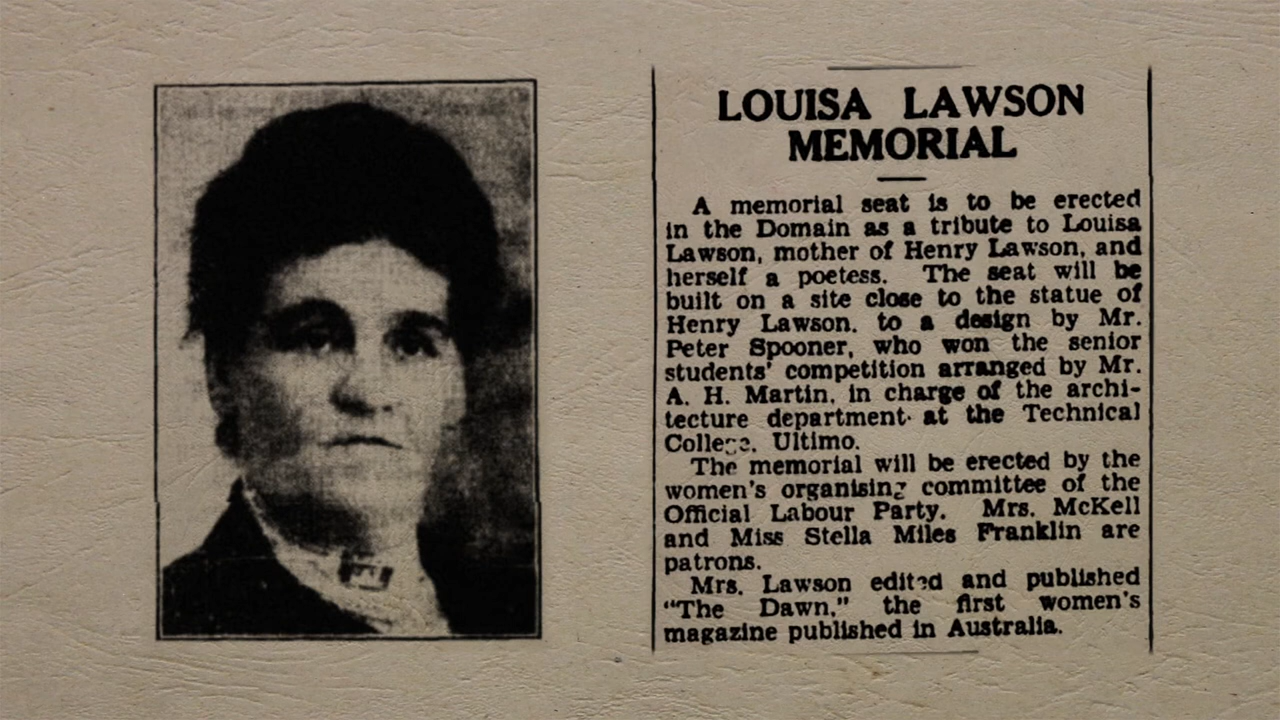 LOUISA LAWSON
MEMORIAL
A memorial seat is to be erected
in the Domain as a tribute to Louisa
Lawson, mother of Henry Lawson, and
herself a poetess. The seat will be
built on a site close to the statue of
Henry Lawson, to a design by Mr.
Peter Spooner, who won the senior
students' competition arranged by Mr.
A. H. Martin, in charge of the archi-
tecture department at the Technical
College, Ultimo.
The memorial will be erected by the
women's organising committee of the
Official Labour Party. Mrs. McKell
and Miss Stella Miles Franklin are
patrons.
Mrs. Lawson edited and published
"The Dawn," the first women's
magazine published in Australia.